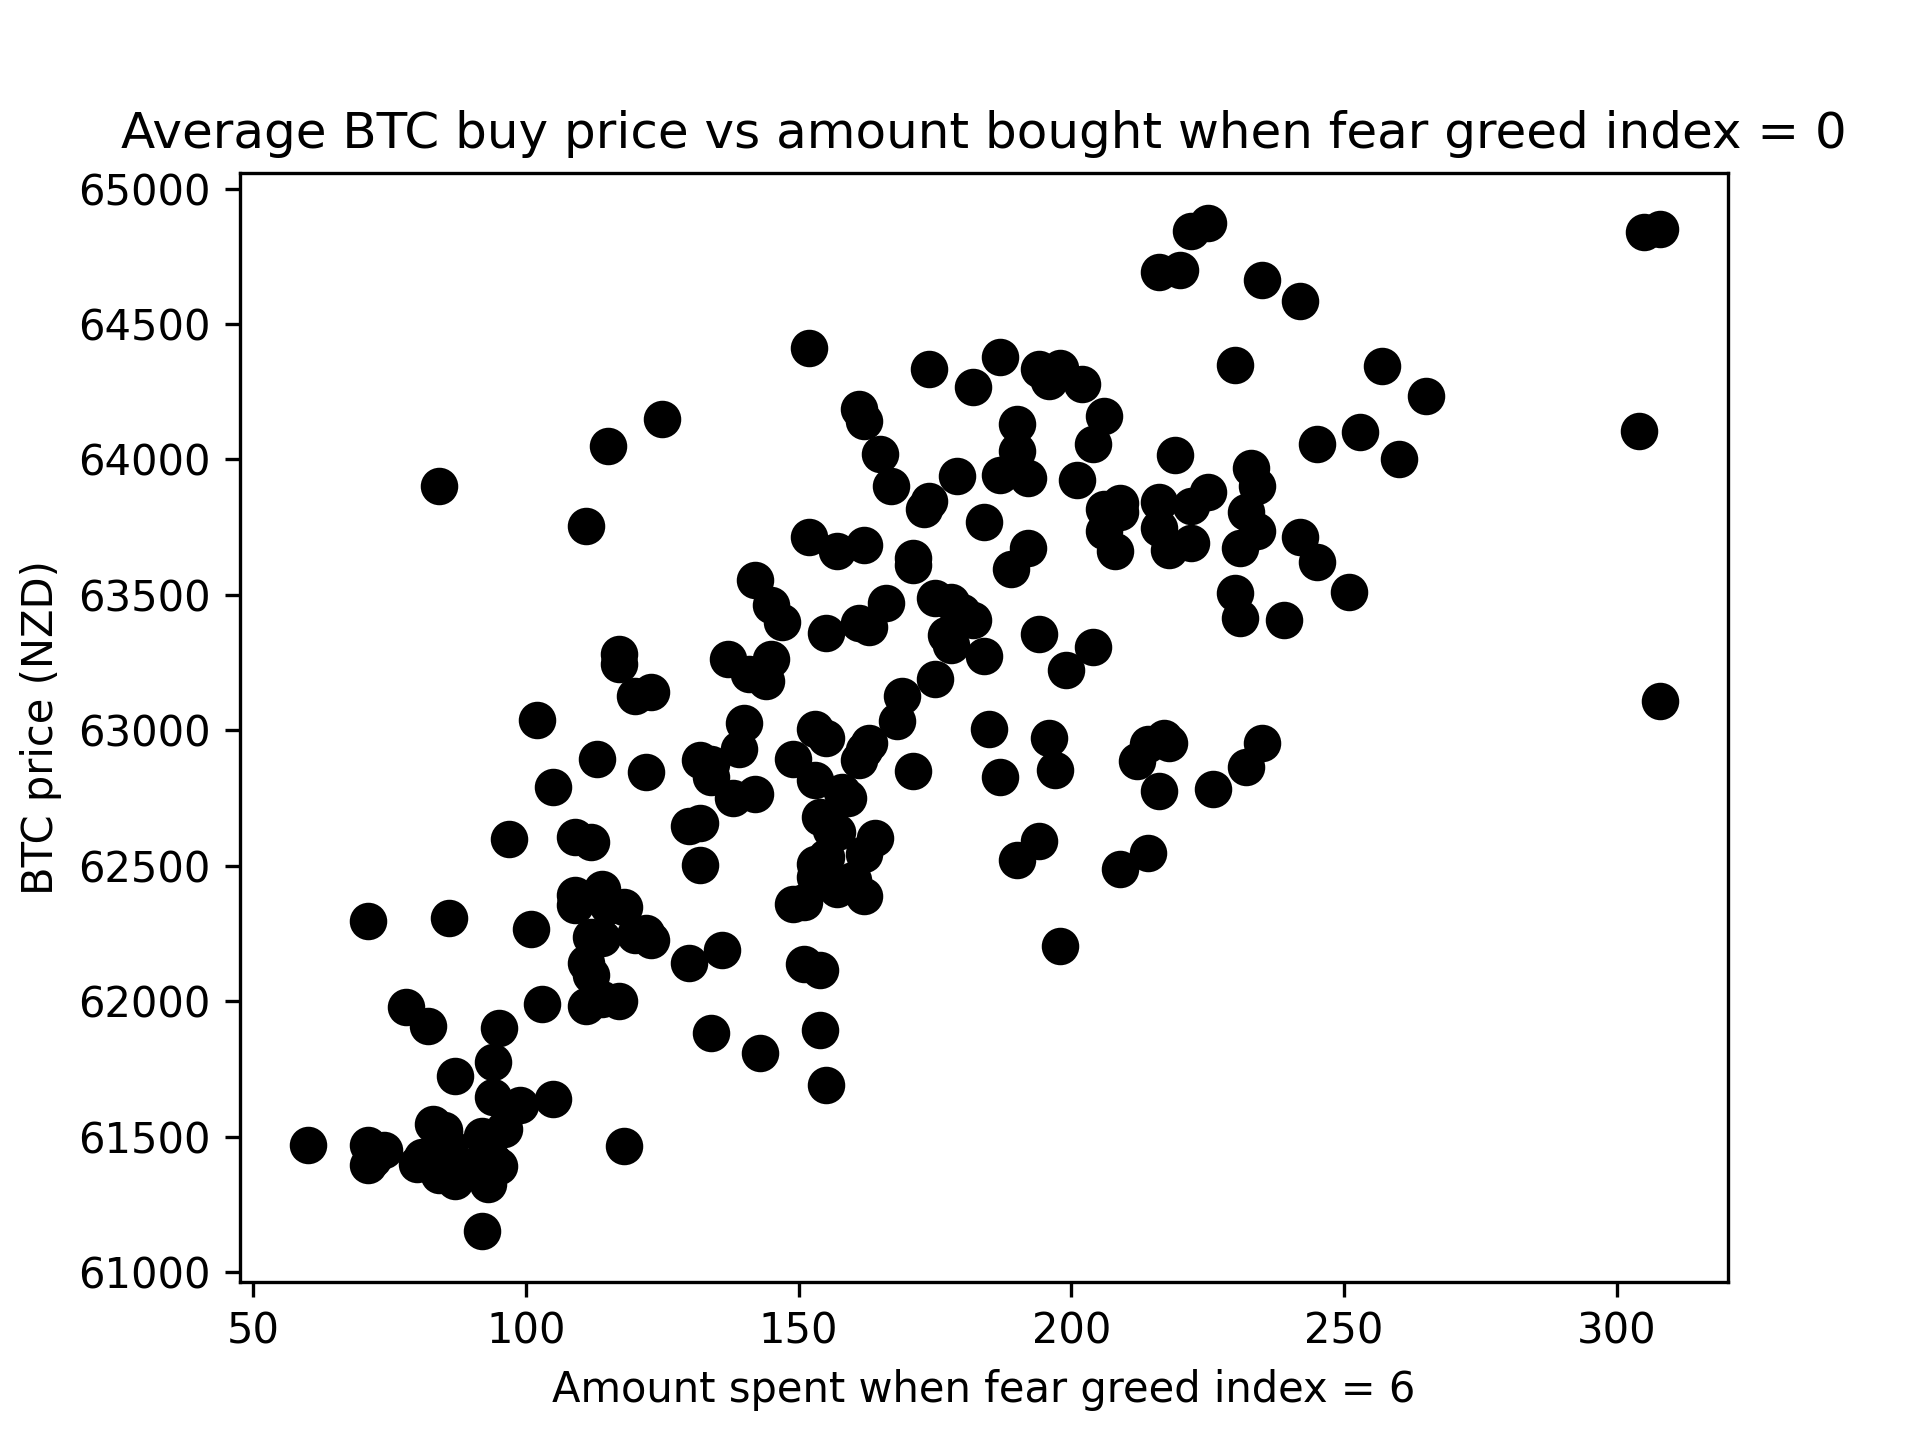 Average BTC buy price vs amount bought when fear greed index = 0
65000
64500
64000
63500
63000
62500
62000
61500
61000
BTC price (NZD)
50 100 150 200 250 300
Amount spent when fear greed index = 6